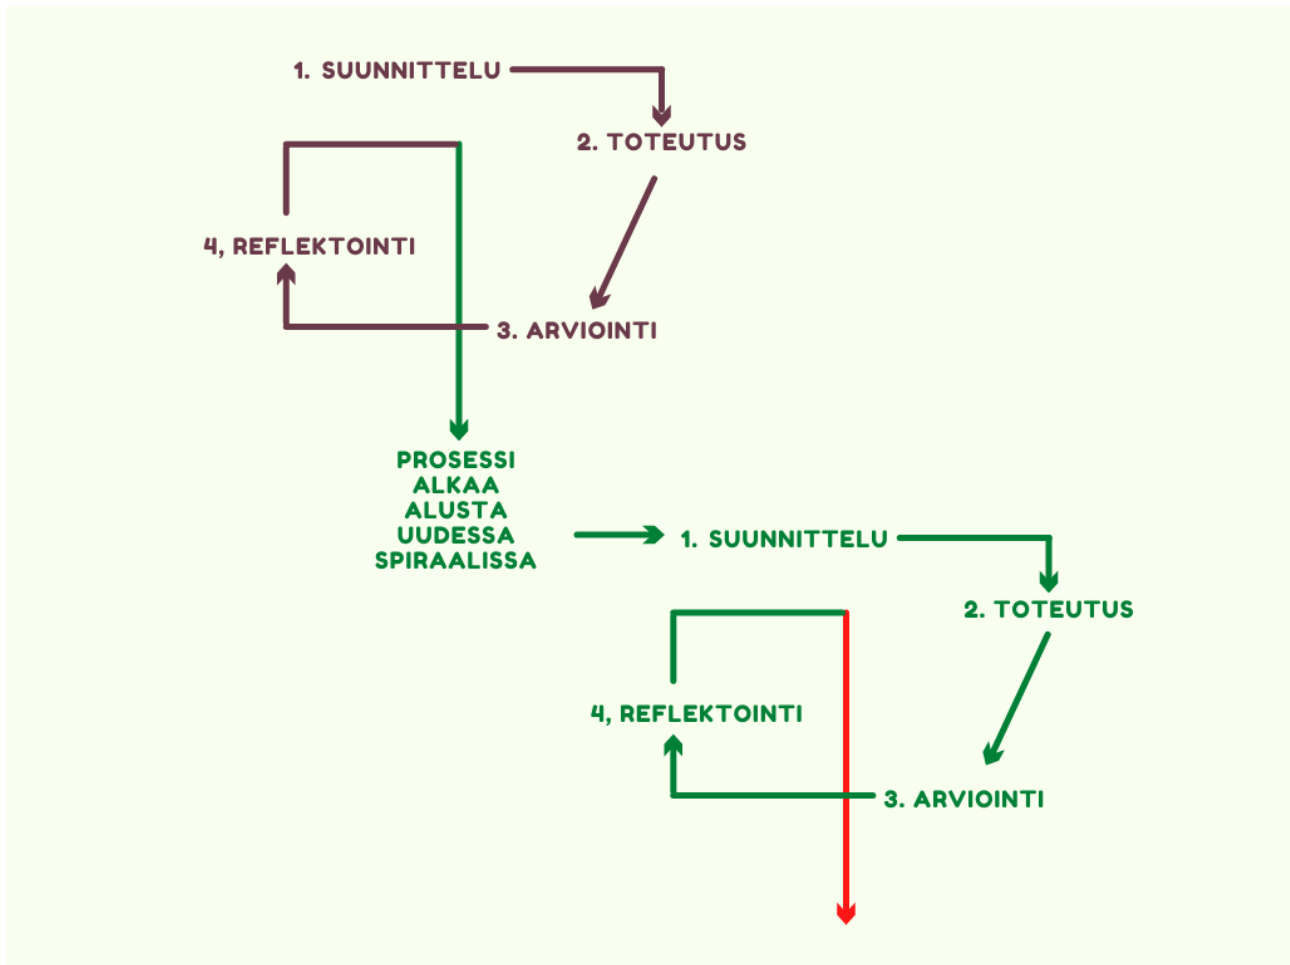 1. SUUNNITTELU
2. TOTEUTUS
4, REFLEKTOINTI
3. ARVIOINTI
PROSESSI
ALKAA
ALUSTA
UUDESSA
SPIRAALISSA
1. SUUNNITTELU
2. TOTEUTUS
4, REFLEKTOINTI
3. ARVIOINTI